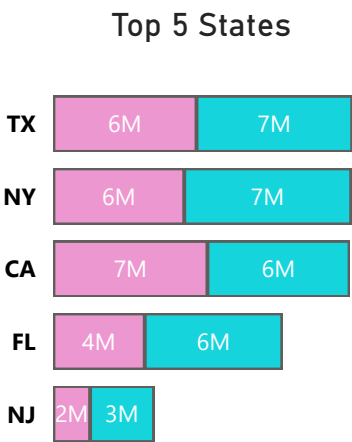 Top 5 States
TX 6M 7M
NY 6M 7M
CA 7M 6M
FL 4M 6M
NJ 2M 3M